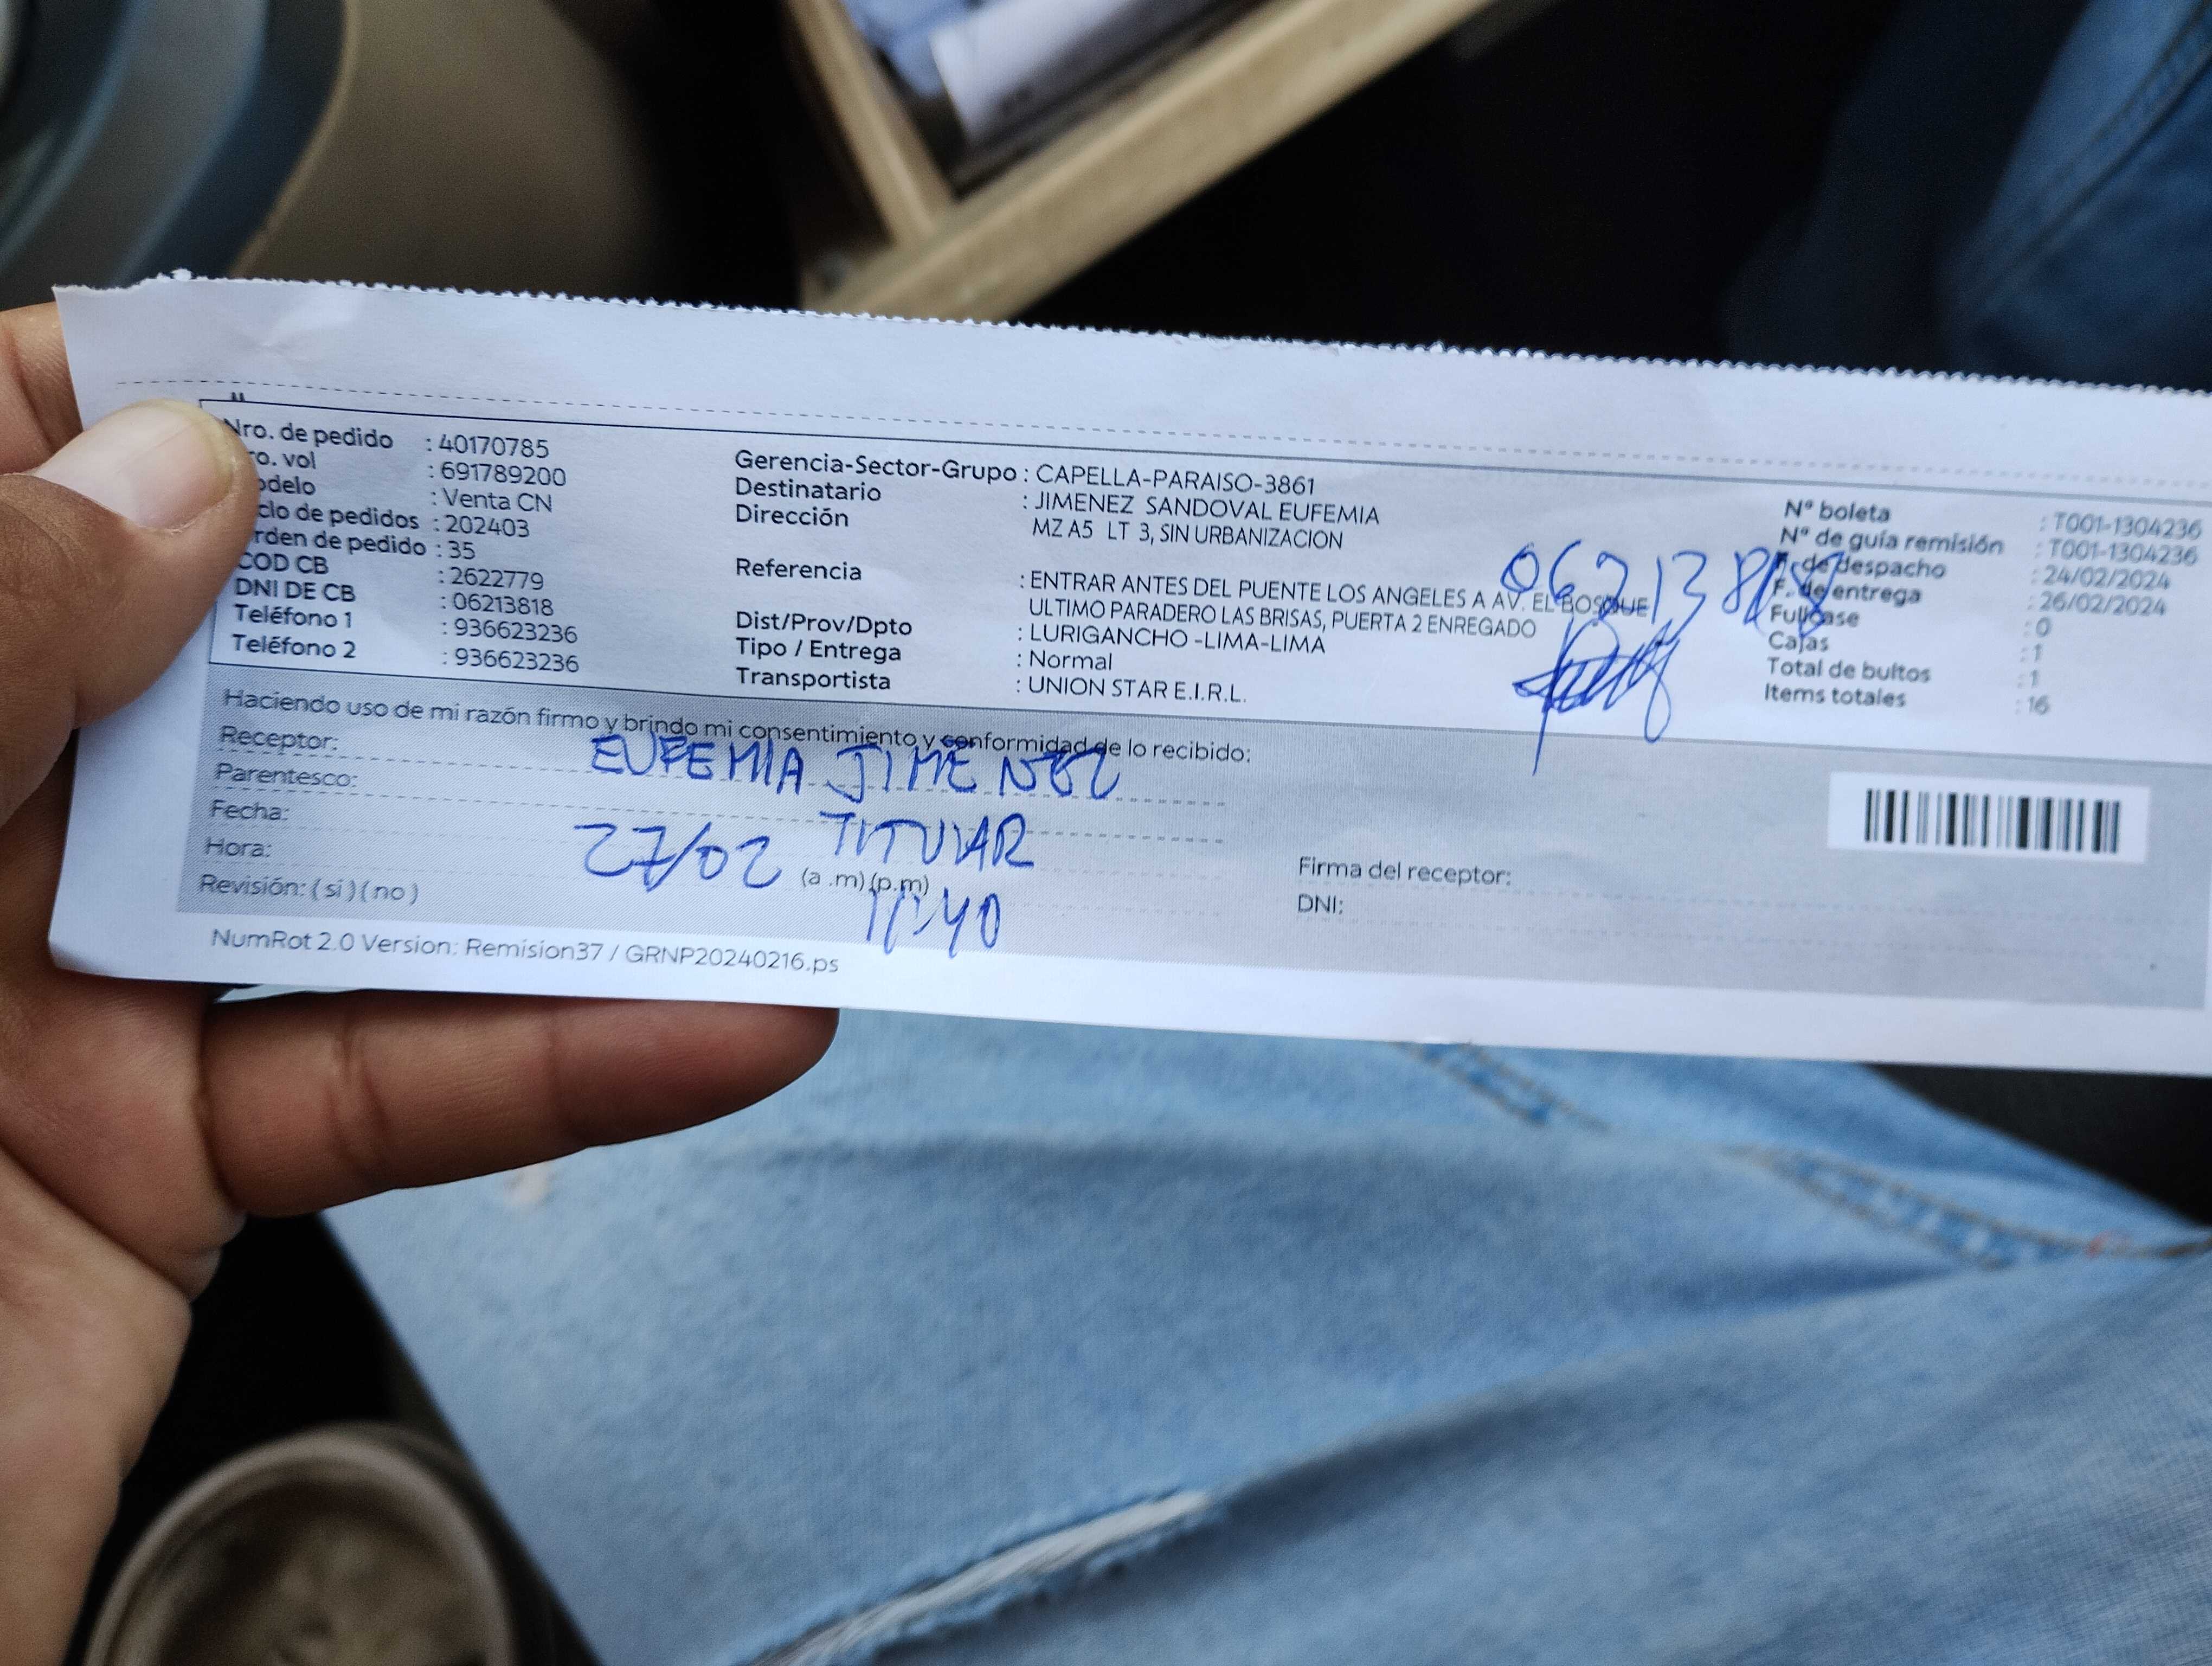 Nro. de pedido : 40170785
ro. vol : 691789200
odelo : Venta CN
clo de pedidos : 202403
rden de pedido : 35
COD CB : 2622779
DNI DE CB : 06213818
Teléfono 1 : 936623236
Teléfono 2 : 936623236
Gerencia-Sector-Grupo : CAPELLA-PARAISO-3861
Destinatario : JIMENEZ SANDOVAL EUFEMIA
Dirección MZ A5 LT 3, SIN URBANIZACION
Referencia : ENTRAR ANTES DEL PUENTE LOS ANGELES A AV. EL BOSQUE
ULTIMO PARADERO LAS BRISAS, PUERTA 2 ENREGADO
Dist/Prov/Dpto : LURIGANCHO -LIMA-LIMA
Tipo / Entrega : Normal
Transportista : UNION STAR E.I.R.L.
N° boleta : T001-1304236
N° de guía remisión : T001-1304236
F. de despacho : 24/02/2024
F. de entrega : 26/02/2024
Fullcase : 0
Cajas : 1
Total de bultos : 1
Items totales : 16
06213818
Haciendo uso de mi razón firmo y brindo mi consentimiento y conformidad de lo recibido:
Receptor: EUFEMIA JIMENEZ
Parentesco: TITULAR
Fecha: 27/02
Hora: (a .m) (p.m) 11:40
Revisión: ( si ) ( no )
Firma del receptor:
DNI:
NumRot 2.0 Version: Remision37 / GRNP20240216.ps